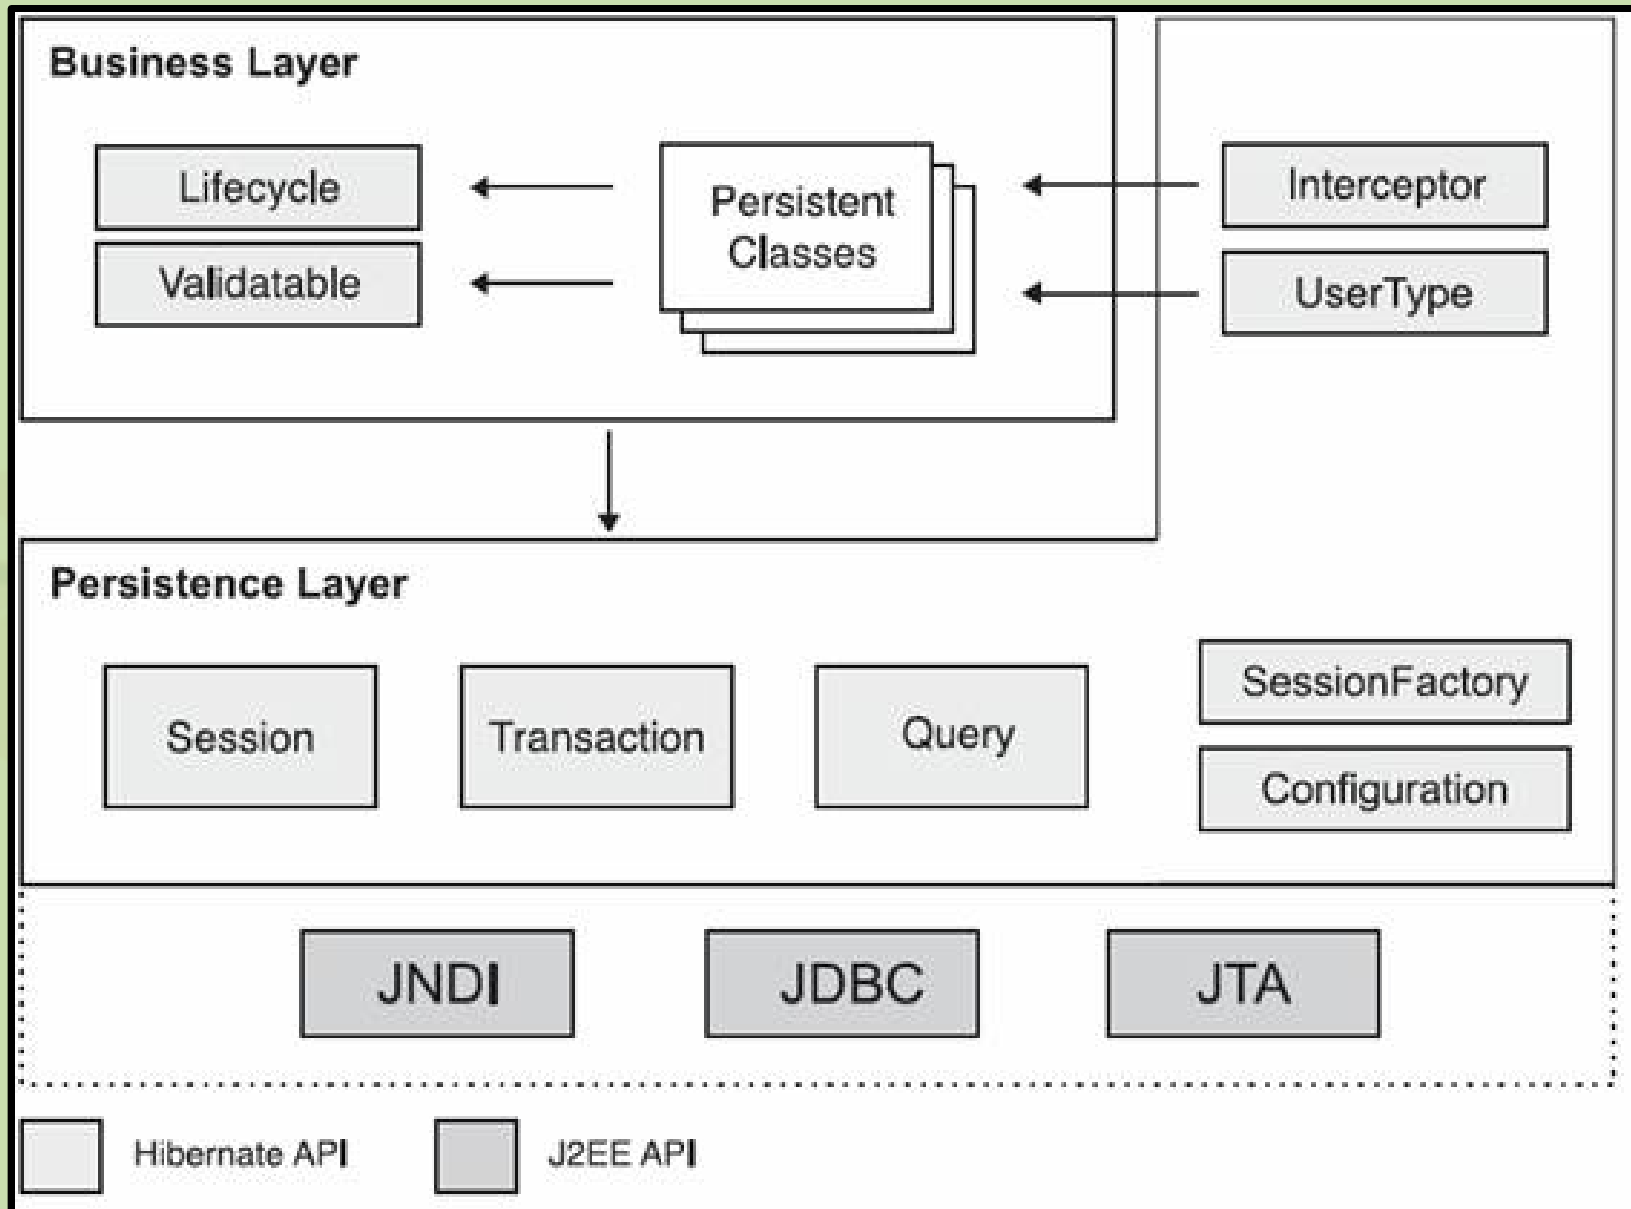 Business Layer
Lifecycle
Validatable
Persistent
Classes
Interceptor
UserType
Persistence Layer
Session
Transaction
Query
SessionFactory
Configuration
JNDI
JDBC
JTA
Hibernate API
J2EE API